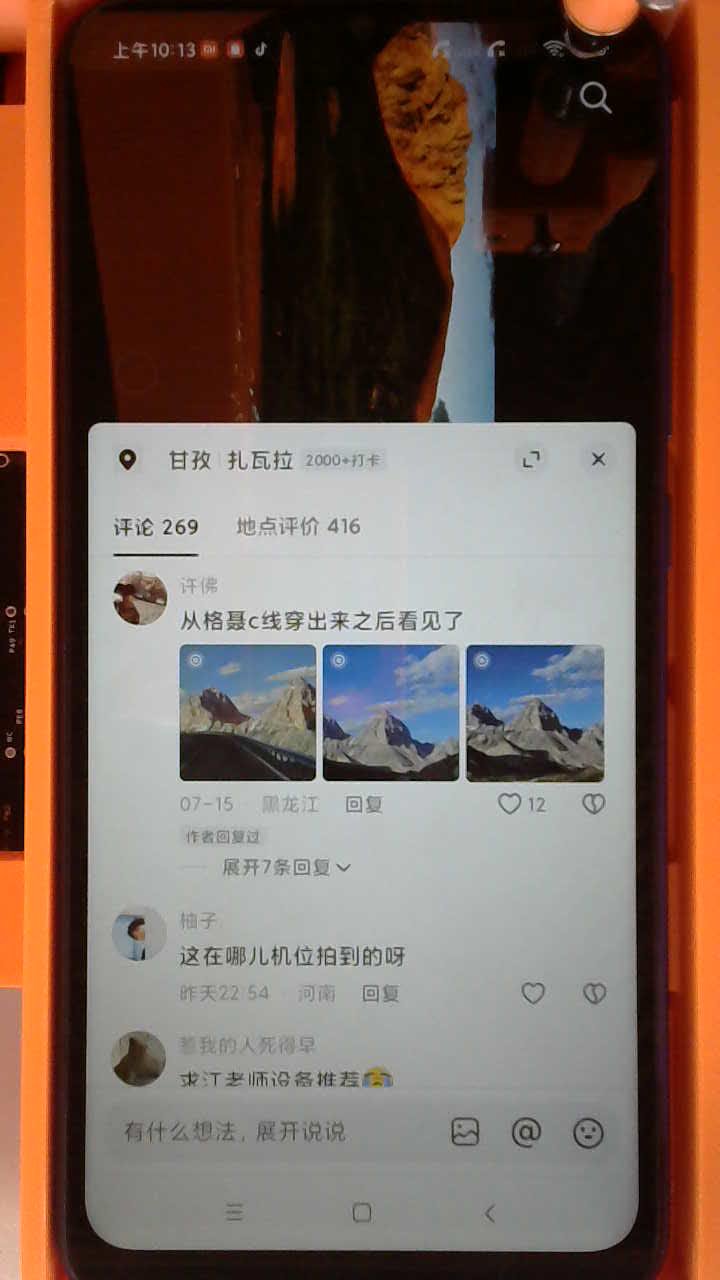 上午10:13
甘孜 扎瓦拉 2000+打卡
评论 269 地点评价 416
许佛
从格聂c线穿出来之后看见了
07-15 · 黑龙江 回复 12
作者回复过
展开7条回复
柚子
这在哪儿机位拍到的呀
昨天22:54 · 河南 回复
惹我的人死得早
求江老师设备推荐😭
有什么想法，展开说说